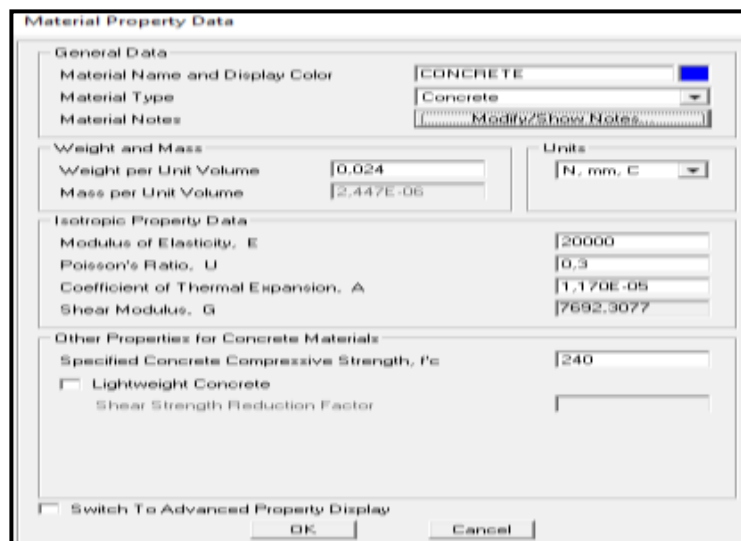 Material Property Data
General Data
Material Name and Display Color CONCRETE
Material Type Concrete
Material Notes Modify/Show Notes...
Weight and Mass
Weight per Unit Volume 0,024
Mass per Unit Volume 2,447E-06
Units
N, mm, C
Isotropic Property Data
Modulus of Elasticity, E 20000
Poisson's Ratio, U 0,3
Coefficient of Thermal Expansion, A 1,170E-05
Shear Modulus, G 7692,3077
Other Properties for Concrete Materials
Specified Concrete Compressive Strength, f'c 240
Lightweight Concrete
Shear Strength Reduction Factor
Switch To Advanced Property Display
OK Cancel